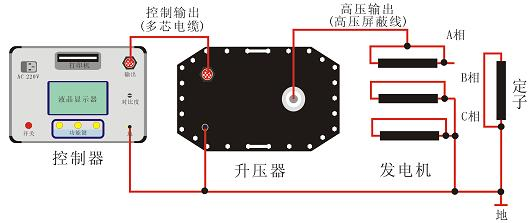 控制输出
(多芯电缆)
高压输出
(高压屏蔽线)
A相
打印机
AC 220V
输出
液晶显示器
对比度
B相
定子
C相
开关
功能键
地
控制器
升压器
发电机
地